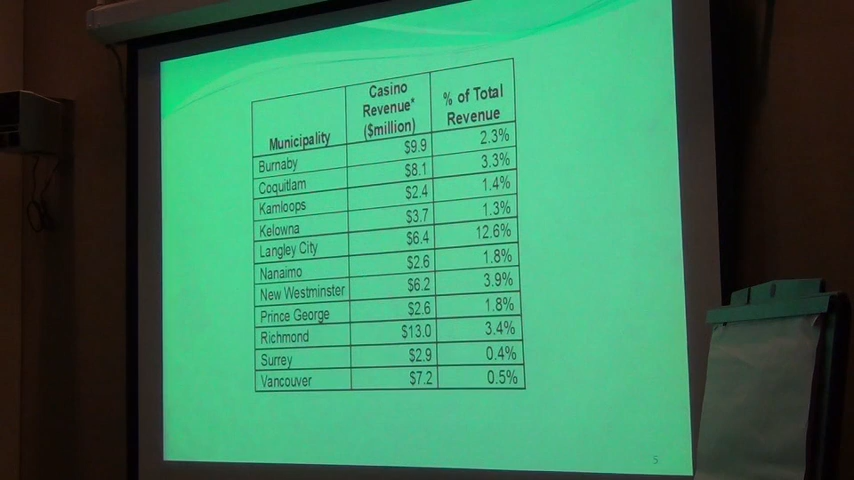 Municipality Casino Revenue* ($million) % of Total Revenue
Burnaby $9.9 2.3%
Coquitlam $8.1 3.3%
Kamloops $2.4 1.4%
Kelowna $3.7 1.3%
Langley City $6.4 12.6%
Nanaimo $2.6 1.8%
New Westminster $6.2 3.9%
Prince George $2.6 1.8%
Richmond $13.0 3.4%
Surrey $2.9 0.4%
Vancouver $7.2 0.5%
5